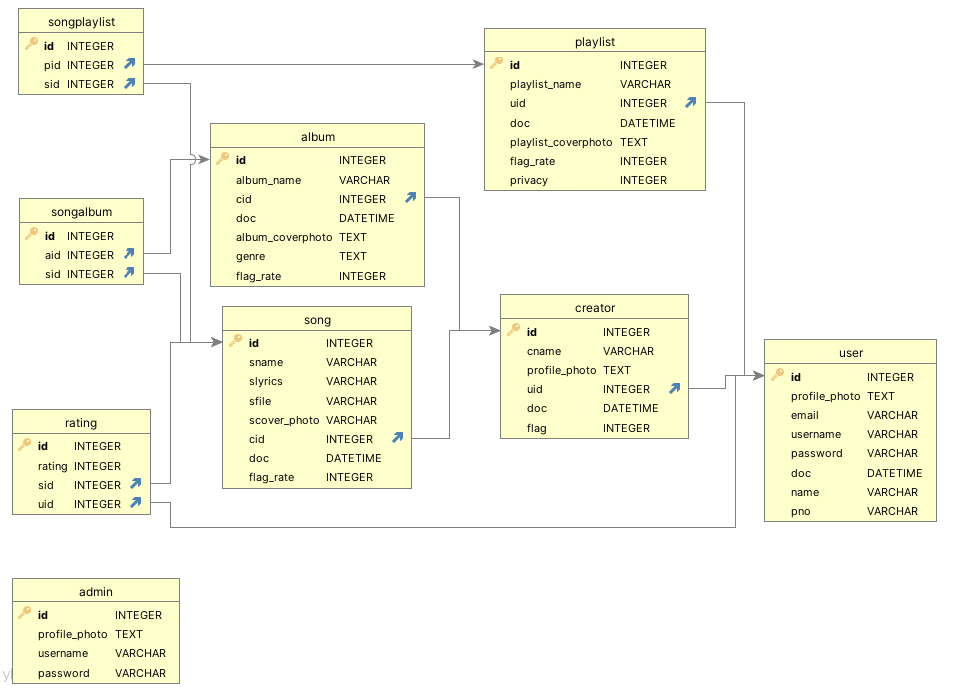 songplaylist
id INTEGER
pid INTEGER
sid INTEGER
playlist
id INTEGER
playlist_name VARCHAR
uid INTEGER
doc DATETIME
playlist_coverphoto TEXT
flag_rate INTEGER
privacy INTEGER
album
id INTEGER
album_name VARCHAR
cid INTEGER
doc DATETIME
album_coverphoto TEXT
genre TEXT
flag_rate INTEGER
songalbum
id INTEGER
aid INTEGER
sid INTEGER
song
id INTEGER
sname VARCHAR
slyrics VARCHAR
sfile VARCHAR
scover_photo VARCHAR
cid INTEGER
doc DATETIME
flag_rate INTEGER
creator
id INTEGER
cname VARCHAR
profile_photo TEXT
uid INTEGER
doc DATETIME
flag INTEGER
user
id INTEGER
profile_photo TEXT
email VARCHAR
username VARCHAR
password VARCHAR
doc DATETIME
name VARCHAR
pno VARCHAR
rating
id INTEGER
rating INTEGER
sid INTEGER
uid INTEGER
admin
id INTEGER
profile_photo TEXT
username VARCHAR
password VARCHAR